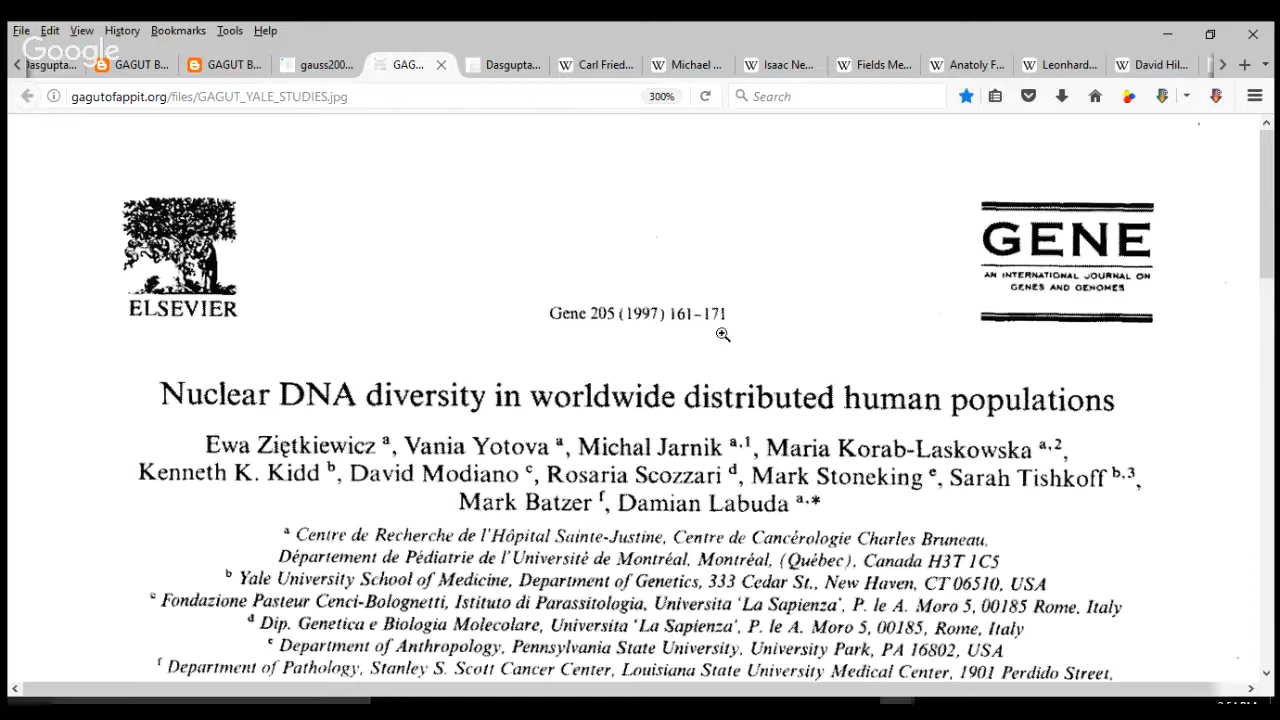 File Edit View History Bookmarks Tools Help
Google
asgupta... GAGUT B... GAGUT B... gauss200... GAG... Dasgupta... Carl Fried... Michael ... Isaac Ne... Fields Me... Anatoly F... Leonhard... David Hil...
gagutofappit.org/files/GAGUT_YALE_STUDIES.jpg 300% Search
ELSEVIER
GENE
AN INTERNATIONAL JOURNAL ON
GENES AND GENOMES
Gene 205 (1997) 161–171
Nuclear DNA diversity in worldwide distributed human populations
Ewa Ziętkiewicz a, Vania Yotova a, Michal Jarnik a,1, Maria Korab-Laskowska a,2,
Kenneth K. Kidd b, David Modiano c, Rosaria Scozzari d, Mark Stoneking e, Sarah Tishkoff b,3,
Mark Batzer f, Damian Labuda a,*
a Centre de Recherche de l'Hôpital Sainte-Justine, Centre de Cancérologie Charles Bruneau,
Département de Pédiatrie de l'Université de Montréal, Montréal, (Québec), Canada H3T 1C5
b Yale University School of Medicine, Department of Genetics, 333 Cedar St., New Haven, CT 06510, USA
c Fondazione Pasteur Cenci-Bolognetti, Istituto di Parassitologia, Universita 'La Sapienza', P. le A. Moro 5, 00185 Rome, Italy
d Dip. Genetica e Biologia Molecolare, Universita 'La Sapienza', P. le A. Moro 5, 00185, Rome, Italy
e Department of Anthropology, Pennsylvania State University, University Park, PA 16802, USA
f Department of Pathology, Stanley S. Scott Cancer Center, Louisiana State University Medical Center, 1901 Perdido Street,